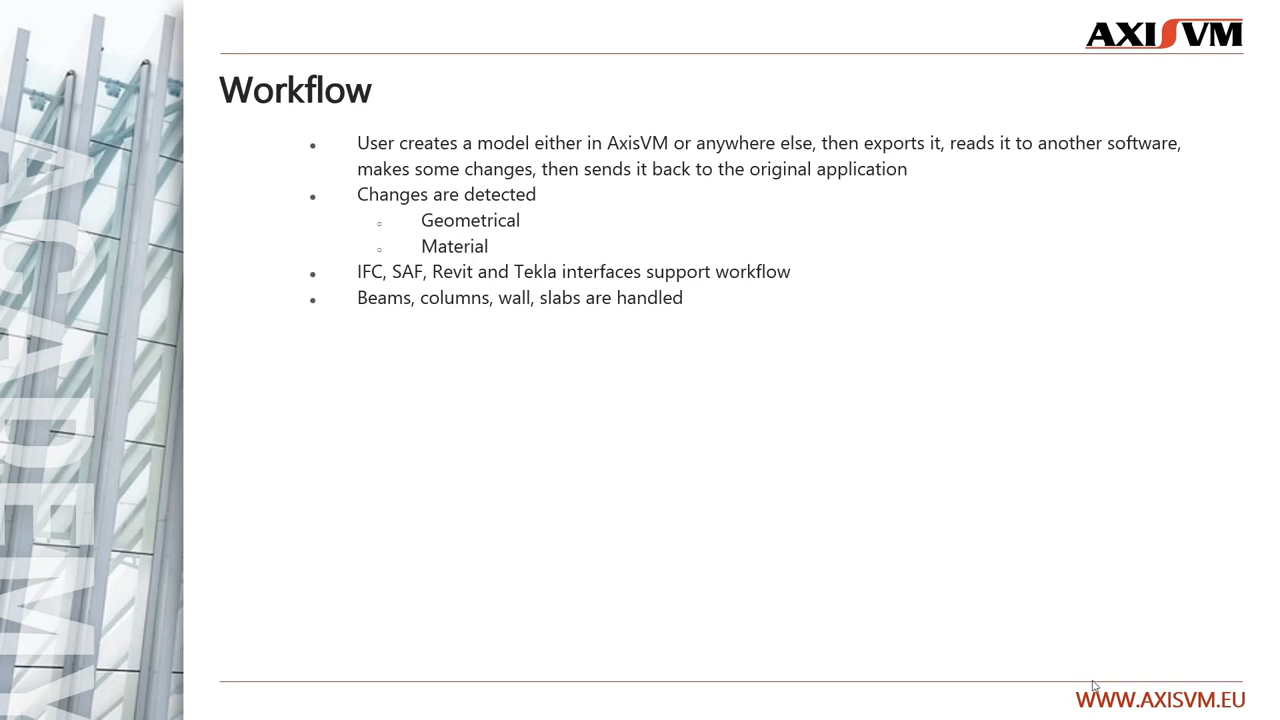 AXISVM
Workflow
User creates a model either in AxisVM or anywhere else, then exports it, reads it to another software,
makes some changes, then sends it back to the original application
Changes are detected
Geometrical
Material
IFC, SAF, Revit and Tekla interfaces support workflow
Beams, columns, wall, slabs are handled
ACADEMY
WWW.AXISVM.EU